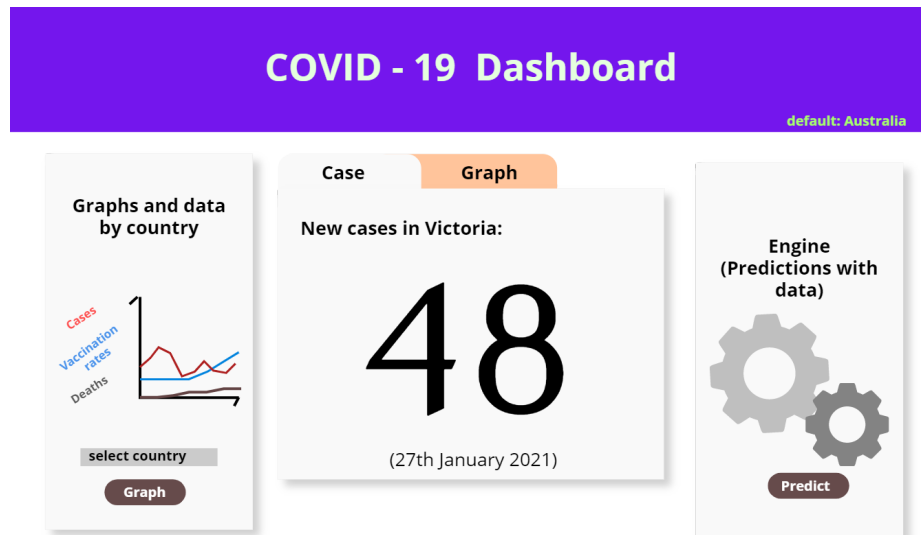 COVID - 19 Dashboard
default: Australia
Graphs and data
by country
Cases
Vaccination
rates
Deaths
select country
Graph
Case
Graph
New cases in Victoria:
48
(27th January 2021)
Engine
(Predictions with
data)
Predict